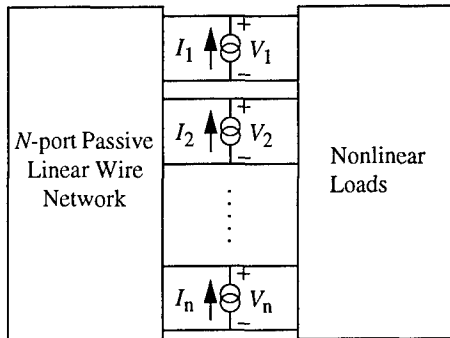 +
I1 V1
−
+
I2 V2
−
N-port Passive
Linear Wire
Network
Nonlinear
Loads
+
In Vn
−